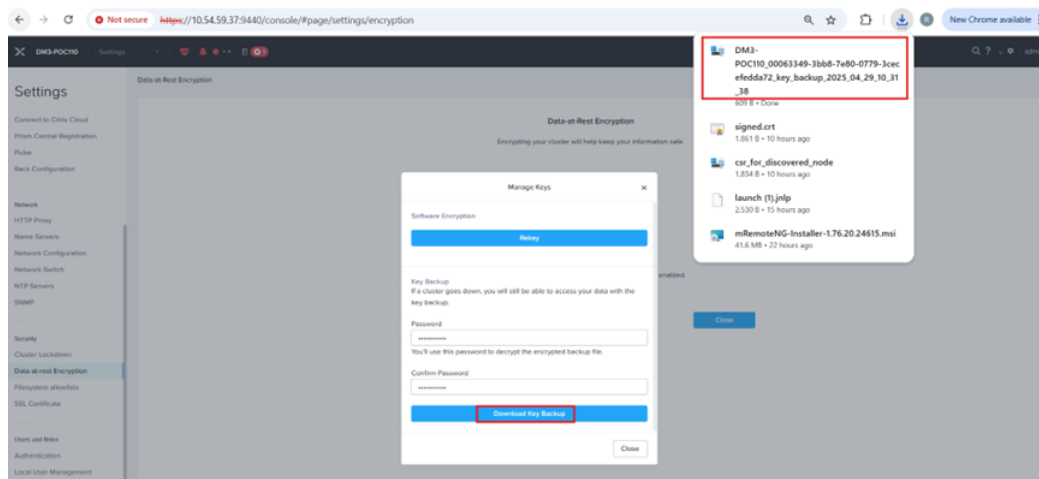 Not secure https://10.54.59.37:9440/console/#page/settings/encryption
New Chrome available
DM3-POC110 Settings
Settings
Connect to Citrix Cloud
Prism Central Registration
Pulse
Rack Configuration
Network
HTTP Proxy
Name Servers
Network Configuration
Network Switch
NTP Servers
SNMP
Security
Cluster Lockdown
Data-at-rest Encryption
Filesystem allowlists
SSL Certificate
Users and Roles
Authentication
Local User Management
Data-at-Rest Encryption
Data-at-Rest Encryption
Encrypting your cluster will help keep your information safe.
enabled.
Close
Manage Keys
Software Encryption
Rekey
Key Backup
If a cluster goes down, you will still be able to access your data with the
key backup.
Password
You'll use this password to decrypt the encrypted backup file.
Confirm Password
Download Key Backup
Close
DM3-
POC110_00063349-3bb8-7e80-0779-3cec
efedda72_key_backup_2025_04_29_10_31
_38
609 B • Done
signed.crt
1,861 B • 10 hours ago
csr_for_discovered_node
1,834 B • 10 hours ago
launch (1).jnlp
2,530 B • 15 hours ago
mRemoteNG-Installer-1.76.20.24615.msi
41.6 MB • 22 hours ago